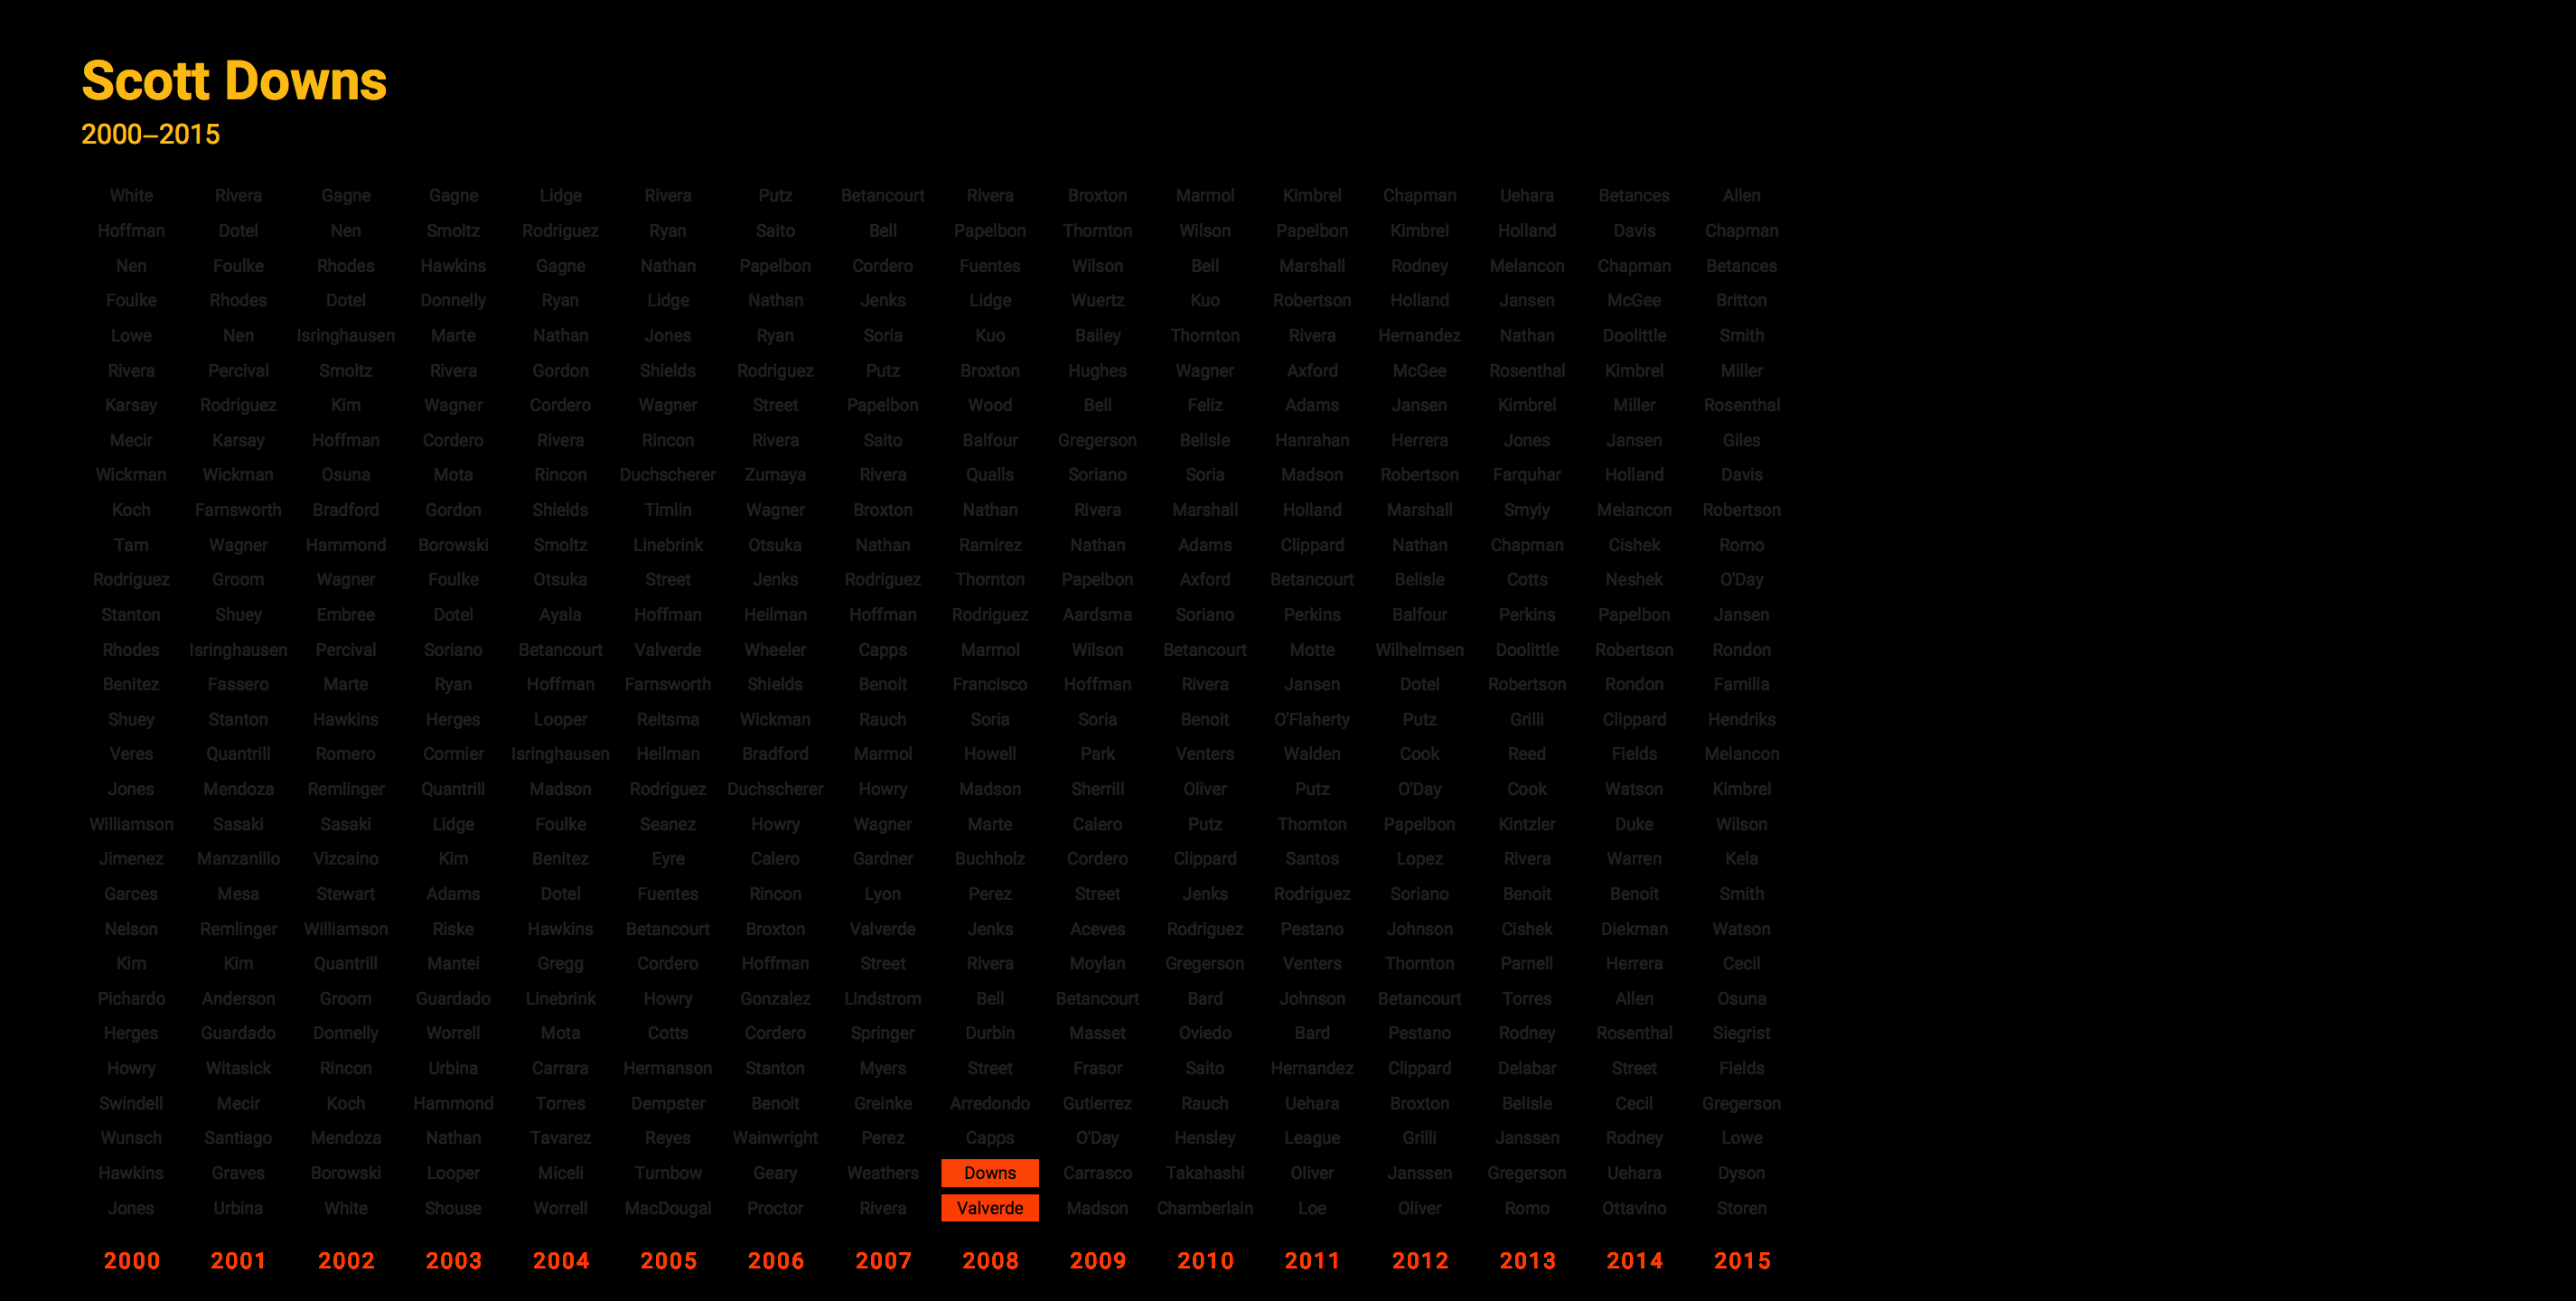 Scott Downs
2000–2015
White Rivera Gagne Gagne Lidge Rivera Putz Betancourt Rivera Broxton Marmol Kimbrel Chapman Uehara Betances Allen
Hoffman Dotel Nen Smoltz Rodriguez Ryan Saito Bell Papelbon Thornton Wilson Papelbon Kimbrel Holland Davis Chapman
Nen Foulke Rhodes Hawkins Gagne Nathan Papelbon Cordero Fuentes Wilson Bell Marshall Rodney Melancon Chapman Betances
Foulke Rhodes Dotel Donnelly Ryan Lidge Nathan Jenks Lidge Wuertz Kuo Robertson Holland Jansen McGee Britton
Lowe Nen Isringhausen Marte Nathan Jones Ryan Soria Kuo Bailey Thornton Rivera Hernandez Nathan Doolittle Smith
Rivera Percival Smoltz Rivera Gordon Shields Rodriguez Putz Broxton Hughes Wagner Axford McGee Rosenthal Kimbrel Miller
Karsay Rodriguez Kim Wagner Cordero Wagner Street Papelbon Wood Bell Feliz Adams Jansen Kimbrel Miller Rosenthal
Mecir Karsay Hoffman Cordero Rivera Rincon Rivera Saito Balfour Gregerson Belisle Hanrahan Herrera Jones Jansen Giles
Wickman Wickman Osuna Mota Rincon Duchscherer Zumaya Rivera Qualls Soriano Soria Madson Robertson Farquhar Holland Davis
Koch Farnsworth Bradford Gordon Shields Timlin Wagner Broxton Nathan Rivera Marshall Holland Marshall Smyly Melancon Robertson
Tam Wagner Hammond Borowski Smoltz Linebrink Otsuka Nathan Ramirez Nathan Adams Clippard Nathan Chapman Cishek Romo
Rodriguez Groom Wagner Foulke Otsuka Street Jenks Rodriguez Thornton Papelbon Axford Betancourt Belisle Cotts Neshek O'Day
Stanton Shuey Embree Dotel Ayala Hoffman Heilman Hoffman Rodriguez Aardsma Soriano Perkins Balfour Perkins Papelbon Jansen
Rhodes Isringhausen Percival Soriano Betancourt Valverde Wheeler Capps Marmol Wilson Betancourt Motte Wilhelmsen Doolittle Robertson Rondon
Benitez Fassero Marte Ryan Hoffman Farnsworth Shields Benoit Francisco Hoffman Rivera Jansen Dotel Robertson Rondon Familia
Shuey Stanton Hawkins Herges Looper Reitsma Wickman Rauch Soria Soria Benoit O'Flaherty Putz Grilli Clippard Hendriks
Veres Quantrill Romero Cormier Isringhausen Heilman Bradford Marmol Howell Park Venters Walden Cook Reed Fields Melancon
Jones Mendoza Remlinger Quantrill Madson Rodriguez Duchscherer Howry Madson Sherrill Oliver Putz O'Day Cook Watson Kimbrel
Williamson Sasaki Sasaki Lidge Foulke Seanez Howry Wagner Marte Calero Putz Thornton Papelbon Kintzler Duke Wilson
Jimenez Manzanillo Vizcaino Kim Benitez Eyre Calero Gardner Buchholz Cordero Clippard Santos Lopez Rivera Warren Kela
Garces Mesa Stewart Adams Dotel Fuentes Rincon Lyon Perez Street Jenks Rodriguez Soriano Benoit Benoit Smith
Nelson Remlinger Williamson Riske Hawkins Betancourt Broxton Valverde Jenks Aceves Rodriguez Pestano Johnson Cishek Diekman Watson
Kim Kim Quantrill Mantei Gregg Cordero Hoffman Street Rivera Moylan Gregerson Venters Thornton Parnell Herrera Cecil
Pichardo Anderson Groom Guardado Linebrink Howry Gonzalez Lindstrom Bell Betancourt Bard Johnson Betancourt Torres Allen Osuna
Herges Guardado Donnelly Worrell Mota Cotts Cordero Springer Durbin Masset Oviedo Bard Pestano Rodney Rosenthal Siegrist
Howry Witasick Rincon Urbina Carrara Hermanson Stanton Myers Street Frasor Saito Hernandez Clippard Delabar Street Fields
Swindell Mecir Koch Hammond Torres Dempster Benoit Greinke Arredondo Gutierrez Rauch Uehara Broxton Belisle Cecil Gregerson
Wunsch Santiago Mendoza Nathan Tavarez Reyes Wainwright Perez Capps O'Day Hensley League Grilli Janssen Rodney Lowe
Hawkins Graves Borowski Looper Miceli Turnbow Geary Weathers Downs Carrasco Takahashi Oliver Janssen Gregerson Uehara Dyson
Jones Urbina White Shouse Worrell MacDougal Proctor Rivera Valverde Madson Chamberlain Loe Oliver Romo Ottavino Storen
2000 2001 2002 2003 2004 2005 2006 2007 2008 2009 2010 2011 2012 2013 2014 2015